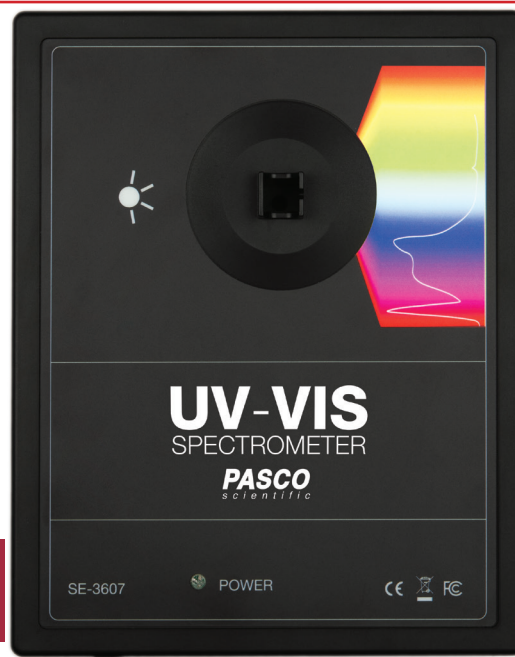 UV-VIS
SPECTROMETER
PASCO
scientific
SE-3607 POWER CE FC